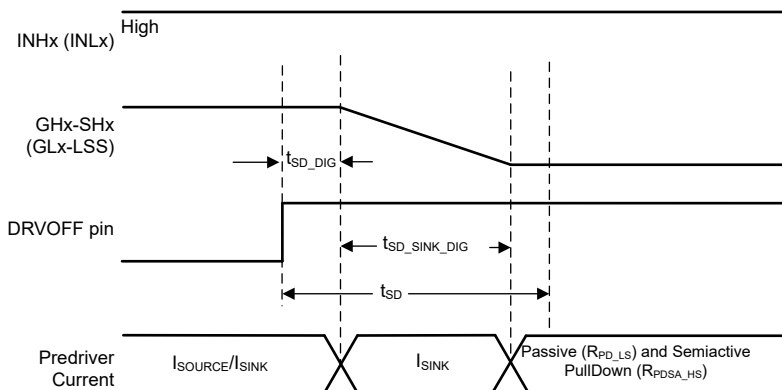 High
INHx (INLx)
GHx-SHx
(GLx-LSS)
tSD_DIG
DRVOFF pin
tSD_SINK_DIG
tSD
Predriver
Current
ISOURCE/ISINK
ISINK
Passive (RPD_LS) and Semiactive
PullDown (RPDSA_HS)